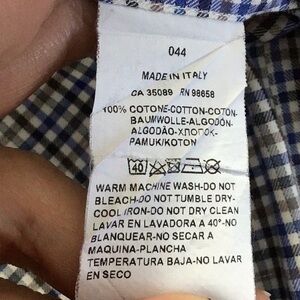 044
MADE IN ITALY
CA 35089 RN 98658
100% COTONE-COTTON-COTON-
BAUMWOLLE-ALGODON-
ALGODÃO-ХЛОПОК-
PAMUK/KOTON
40
WARM MACHINE WASH-DO NOT
BLEACH-DO NOT TUMBLE DRY-
COOL IRON-DO NOT DRY CLEAN
LAVAR EN LAVADORA A 40°-NO
BLANQUEAR-NO SECAR A
MAQUINA-PLANCHA
TEMPERATURA BAJA-NO LAVAR
EN SECO